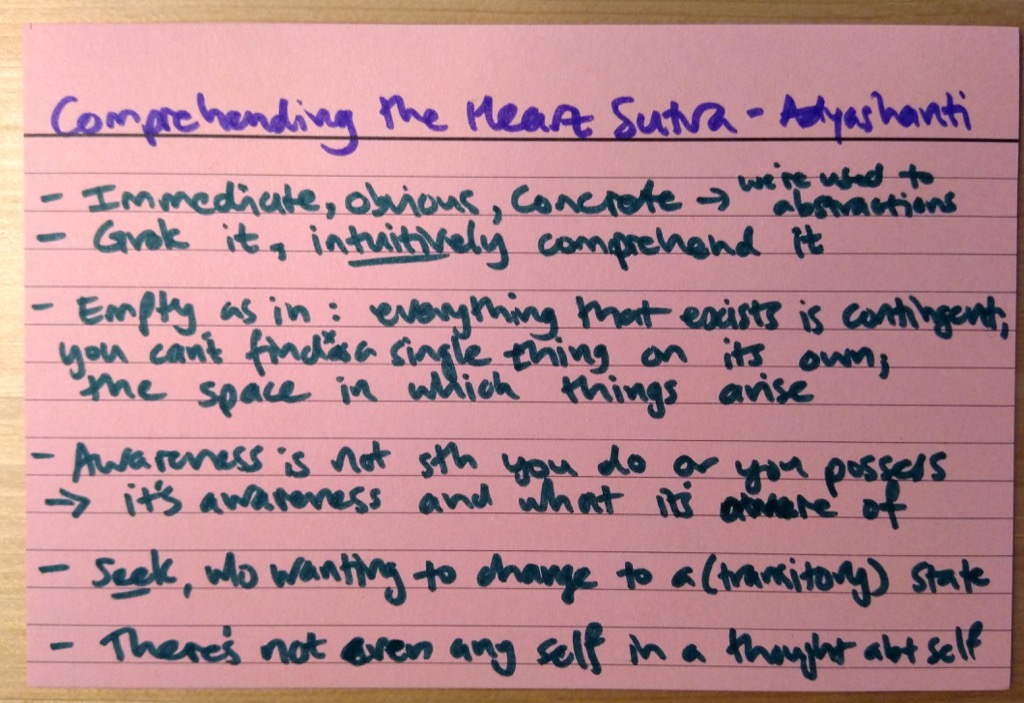 Comprehending the Heart Sutra - Adyashanti
- Immediate, obvious, concrete → we're used to abstractions
- Grok it, intuitively comprehend it
- Empty as in: everything that exists is contingent,
you can't find a single thing on its own;
the space in which things arise
- Awareness is not sth you do or you possess
→ it's awareness and what it's aware of
- Seek, w/o wanting to change to a (transitory) state
- There's not even any self in a thought abt self